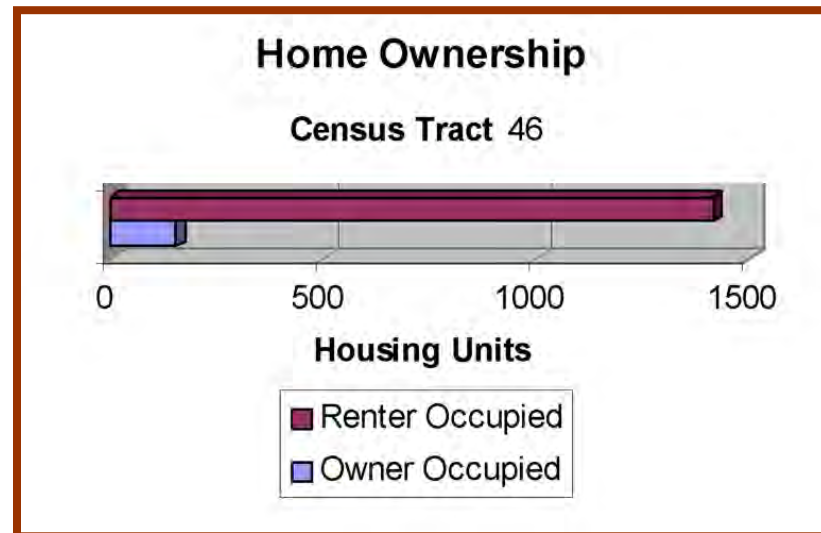 Home Ownership
Census Tract 46
0 500 1000 1500
Housing Units
Renter Occupied
Owner Occupied